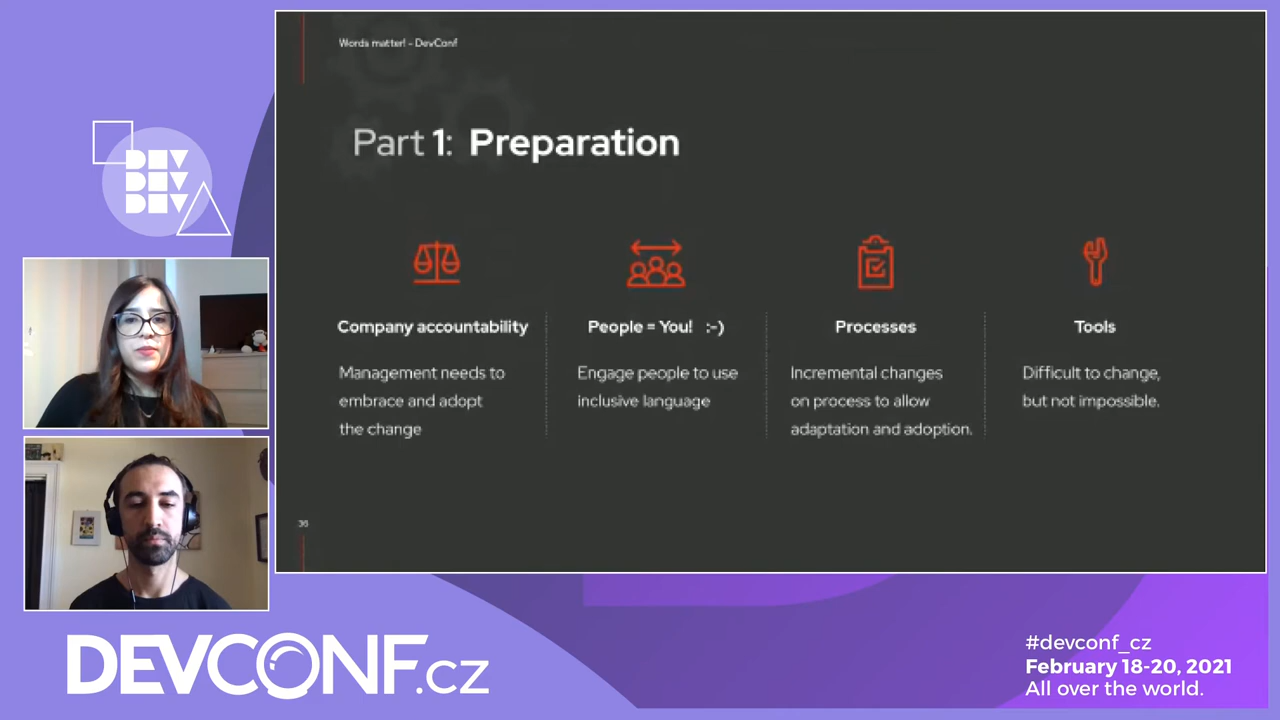 Words matter! - DevConf
Part 1: Preparation
Company accountability
Management needs to
embrace and adopt
the change
People = You! :-)
Engage people to use
inclusive language
Processes
Incremental changes
on process to allow
adaptation and adoption.
Tools
Difficult to change,
but not impossible.
36
DEV
DEV
DEV
DEVCONF.cz
#devconf_cz
February 18-20, 2021
All over the world.